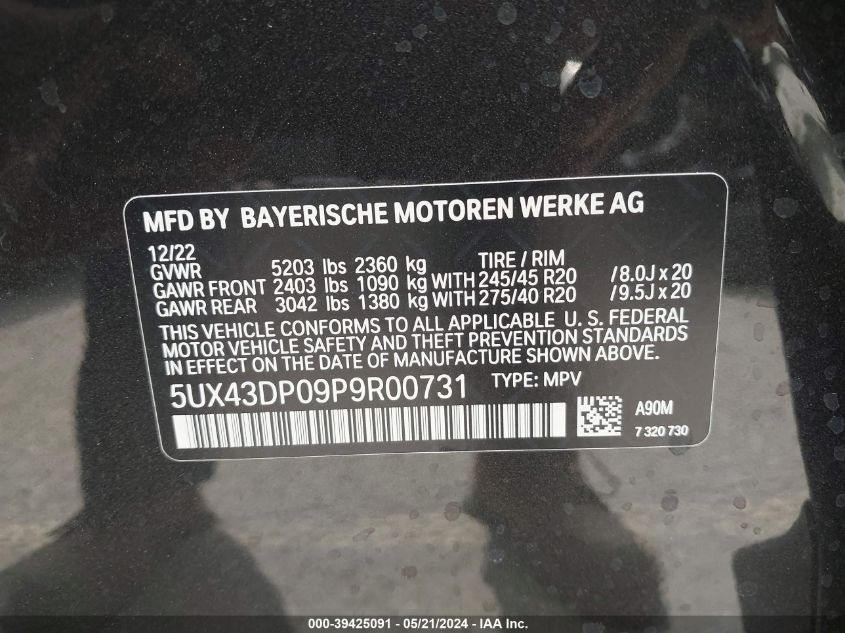 MFD BY BAYERISCHE MOTOREN WERKE AG
12/22
GVWR 5203 lbs 2360 kg TIRE / RIM
GAWR FRONT 2403 lbs 1090 kg WITH 245/45 R20 /8.0J x 20
GAWR REAR 3042 lbs 1380 kg WITH 275/40 R20 /9.5J x 20
THIS VEHICLE CONFORMS TO ALL APPLICABLE U. S. FEDERAL
MOTOR VEHICLE SAFETY AND THEFT PREVENTION STANDARDS
IN EFFECT ON THE DATE OF MANUFACTURE SHOWN ABOVE.
5UX43DP09P9R00731 TYPE: MPV
A90M
7 320 730
000-39425091 - 05/21/2024 - IAA Inc.